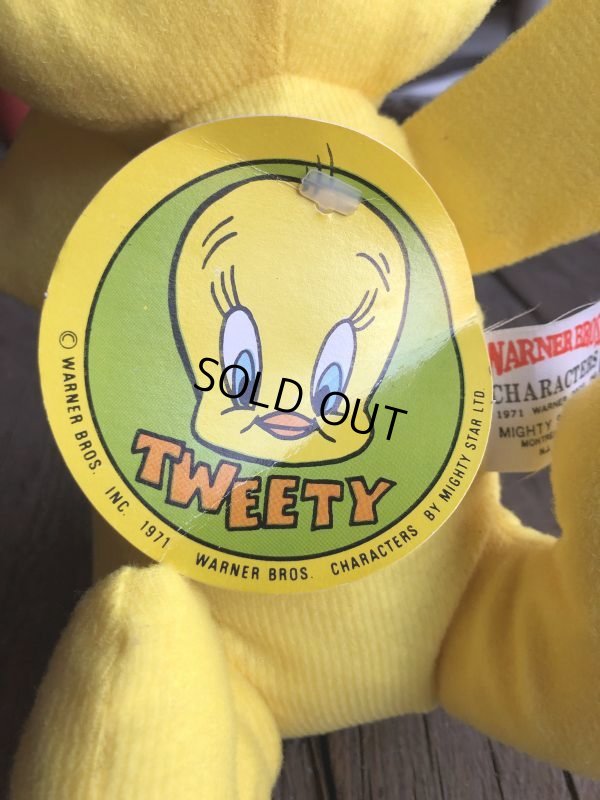 SOLD OUT
TWEETY
© WARNER BROS. INC. 1971 WARNER BROS. CHARACTERS BY MIGHTY STAR LTD.
WARNER BROS
CHARACTERS
1971 WARNER
MIGHTY